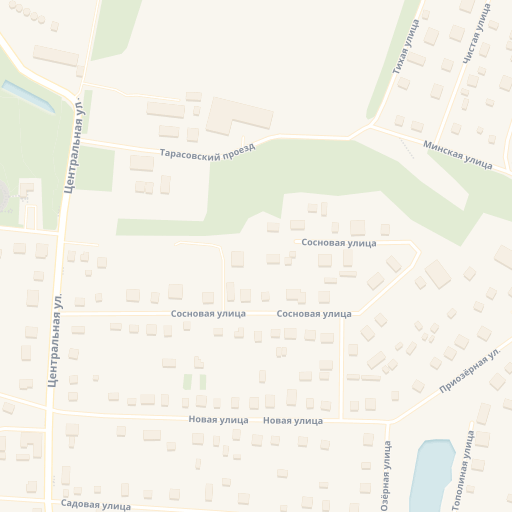 Чистая улица
Тихая улица
Минская улица
Центральная ул.
Тарасовский проезд
Сосновая улица
Центральная ул.
Сосновая улица
Сосновая улица
Приозёрная ул.
Новая улица
Новая улица
Озёрная улица
Тополиная улица
Садовая улица